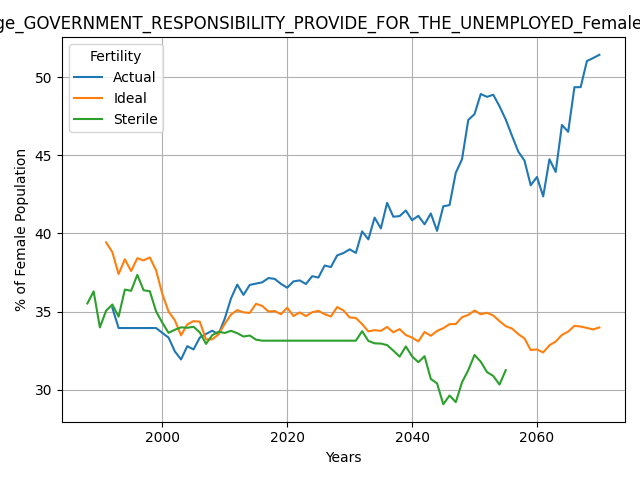 ge_GOVERNMENT_RESPONSIBILITY_PROVIDE_FOR_THE_UNEMPLOYED_Female
Fertility
Actual
Ideal
Sterile
% of Female Population
50
45
40
35
30
2000
2020
2040
2060
Years